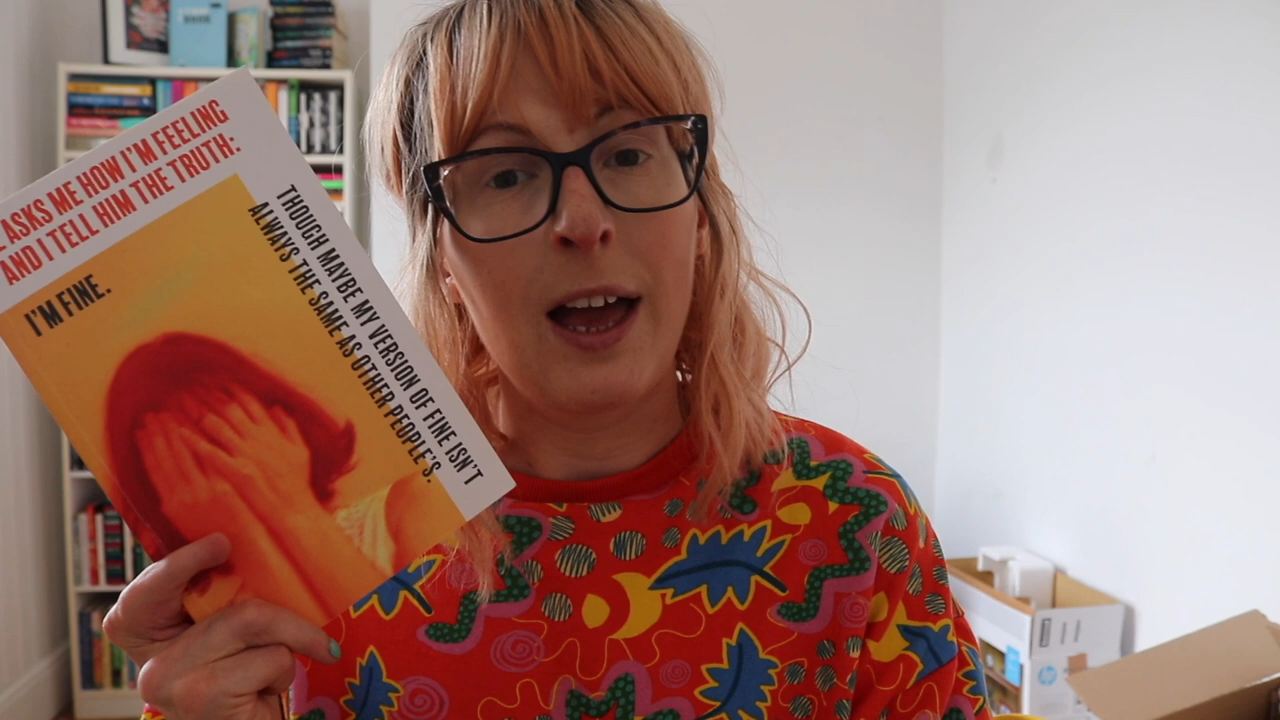 ASKS ME HOW I'M FEELING
AND I TELL HIM THE TRUTH:
I'M FINE.
THOUGH MAYBE MY VERSION OF FINE ISN'T
ALWAYS THE SAME AS OTHER PEOPLE'S.
hp